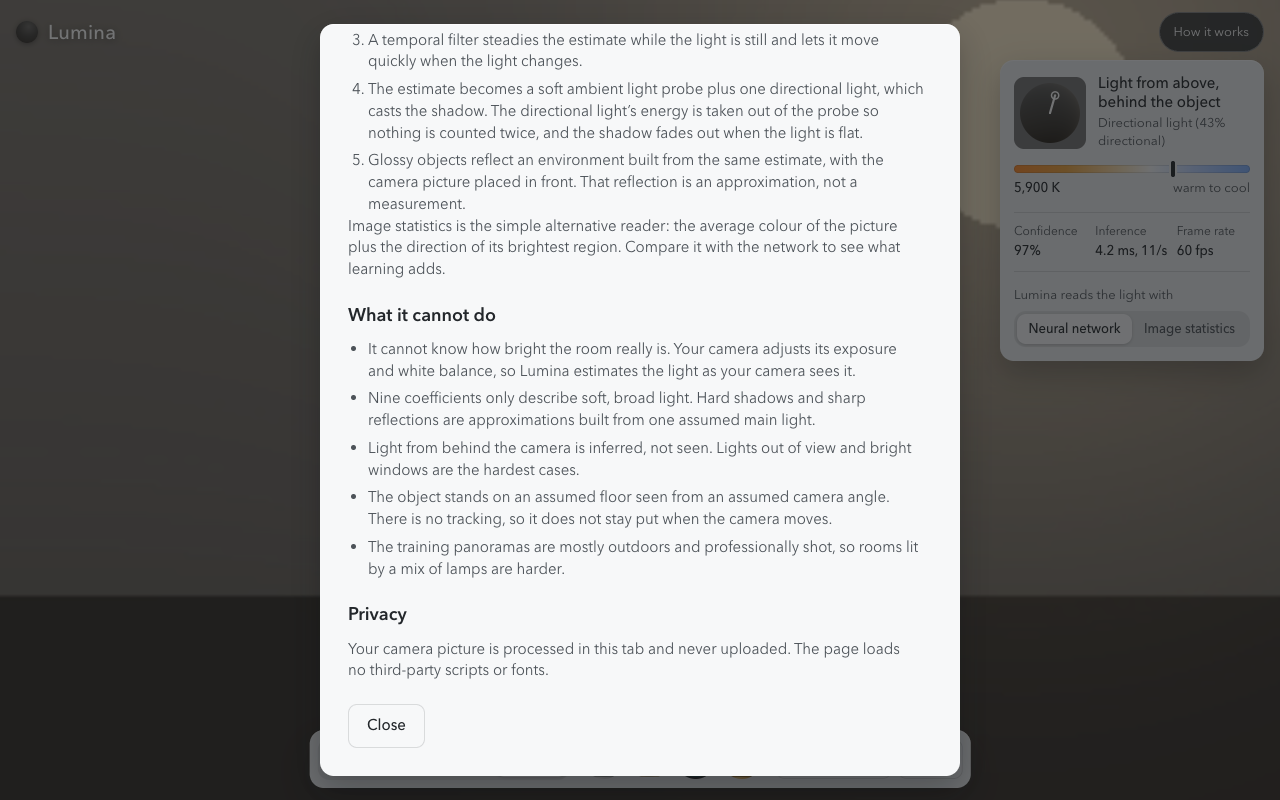 Lumina
How it works
3. A temporal filter steadies the estimate while the light is still and lets it move
quickly when the light changes.
4. The estimate becomes a soft ambient light probe plus one directional light, which
casts the shadow. The directional light's energy is taken out of the probe so
nothing is counted twice, and the shadow fades out when the light is flat.
5. Glossy objects reflect an environment built from the same estimate, with the
camera picture placed in front. That reflection is an approximation, not a
measurement.
Image statistics is the simple alternative reader: the average colour of the picture
plus the direction of its brightest region. Compare it with the network to see what
learning adds.
What it cannot do
• It cannot know how bright the room really is. Your camera adjusts its exposure
and white balance, so Lumina estimates the light as your camera sees it.
• Nine coefficients only describe soft, broad light. Hard shadows and sharp
reflections are approximations built from one assumed main light.
• Light from behind the camera is inferred, not seen. Lights out of view and bright
windows are the hardest cases.
• The object stands on an assumed floor seen from an assumed camera angle.
There is no tracking, so it does not stay put when the camera moves.
• The training panoramas are mostly outdoors and professionally shot, so rooms lit
by a mix of lamps are harder.
Privacy
Your camera picture is processed in this tab and never uploaded. The page loads
no third-party scripts or fonts.
Close
Light from above,
behind the object
Directional light (43%
directional)
5,900 K warm to cool
Confidence Inference Frame rate
97% 4.2 ms, 11/s 60 fps
Lumina reads the light with
Neural network Image statistics